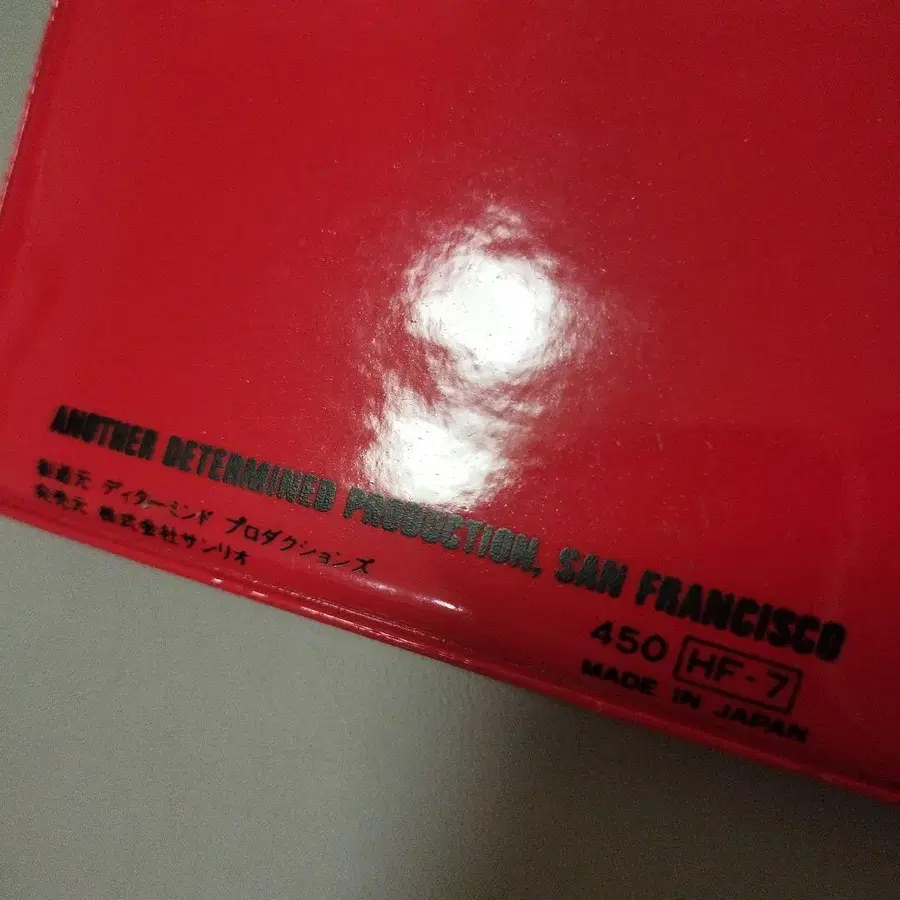 ANOTHER DETERMINED PRODUCTION, SAN FRANCISCO
製造元 ディターミンド プロダクションズ
発売元 株式会社サンリオ
450 HF-7
MADE IN JAPAN